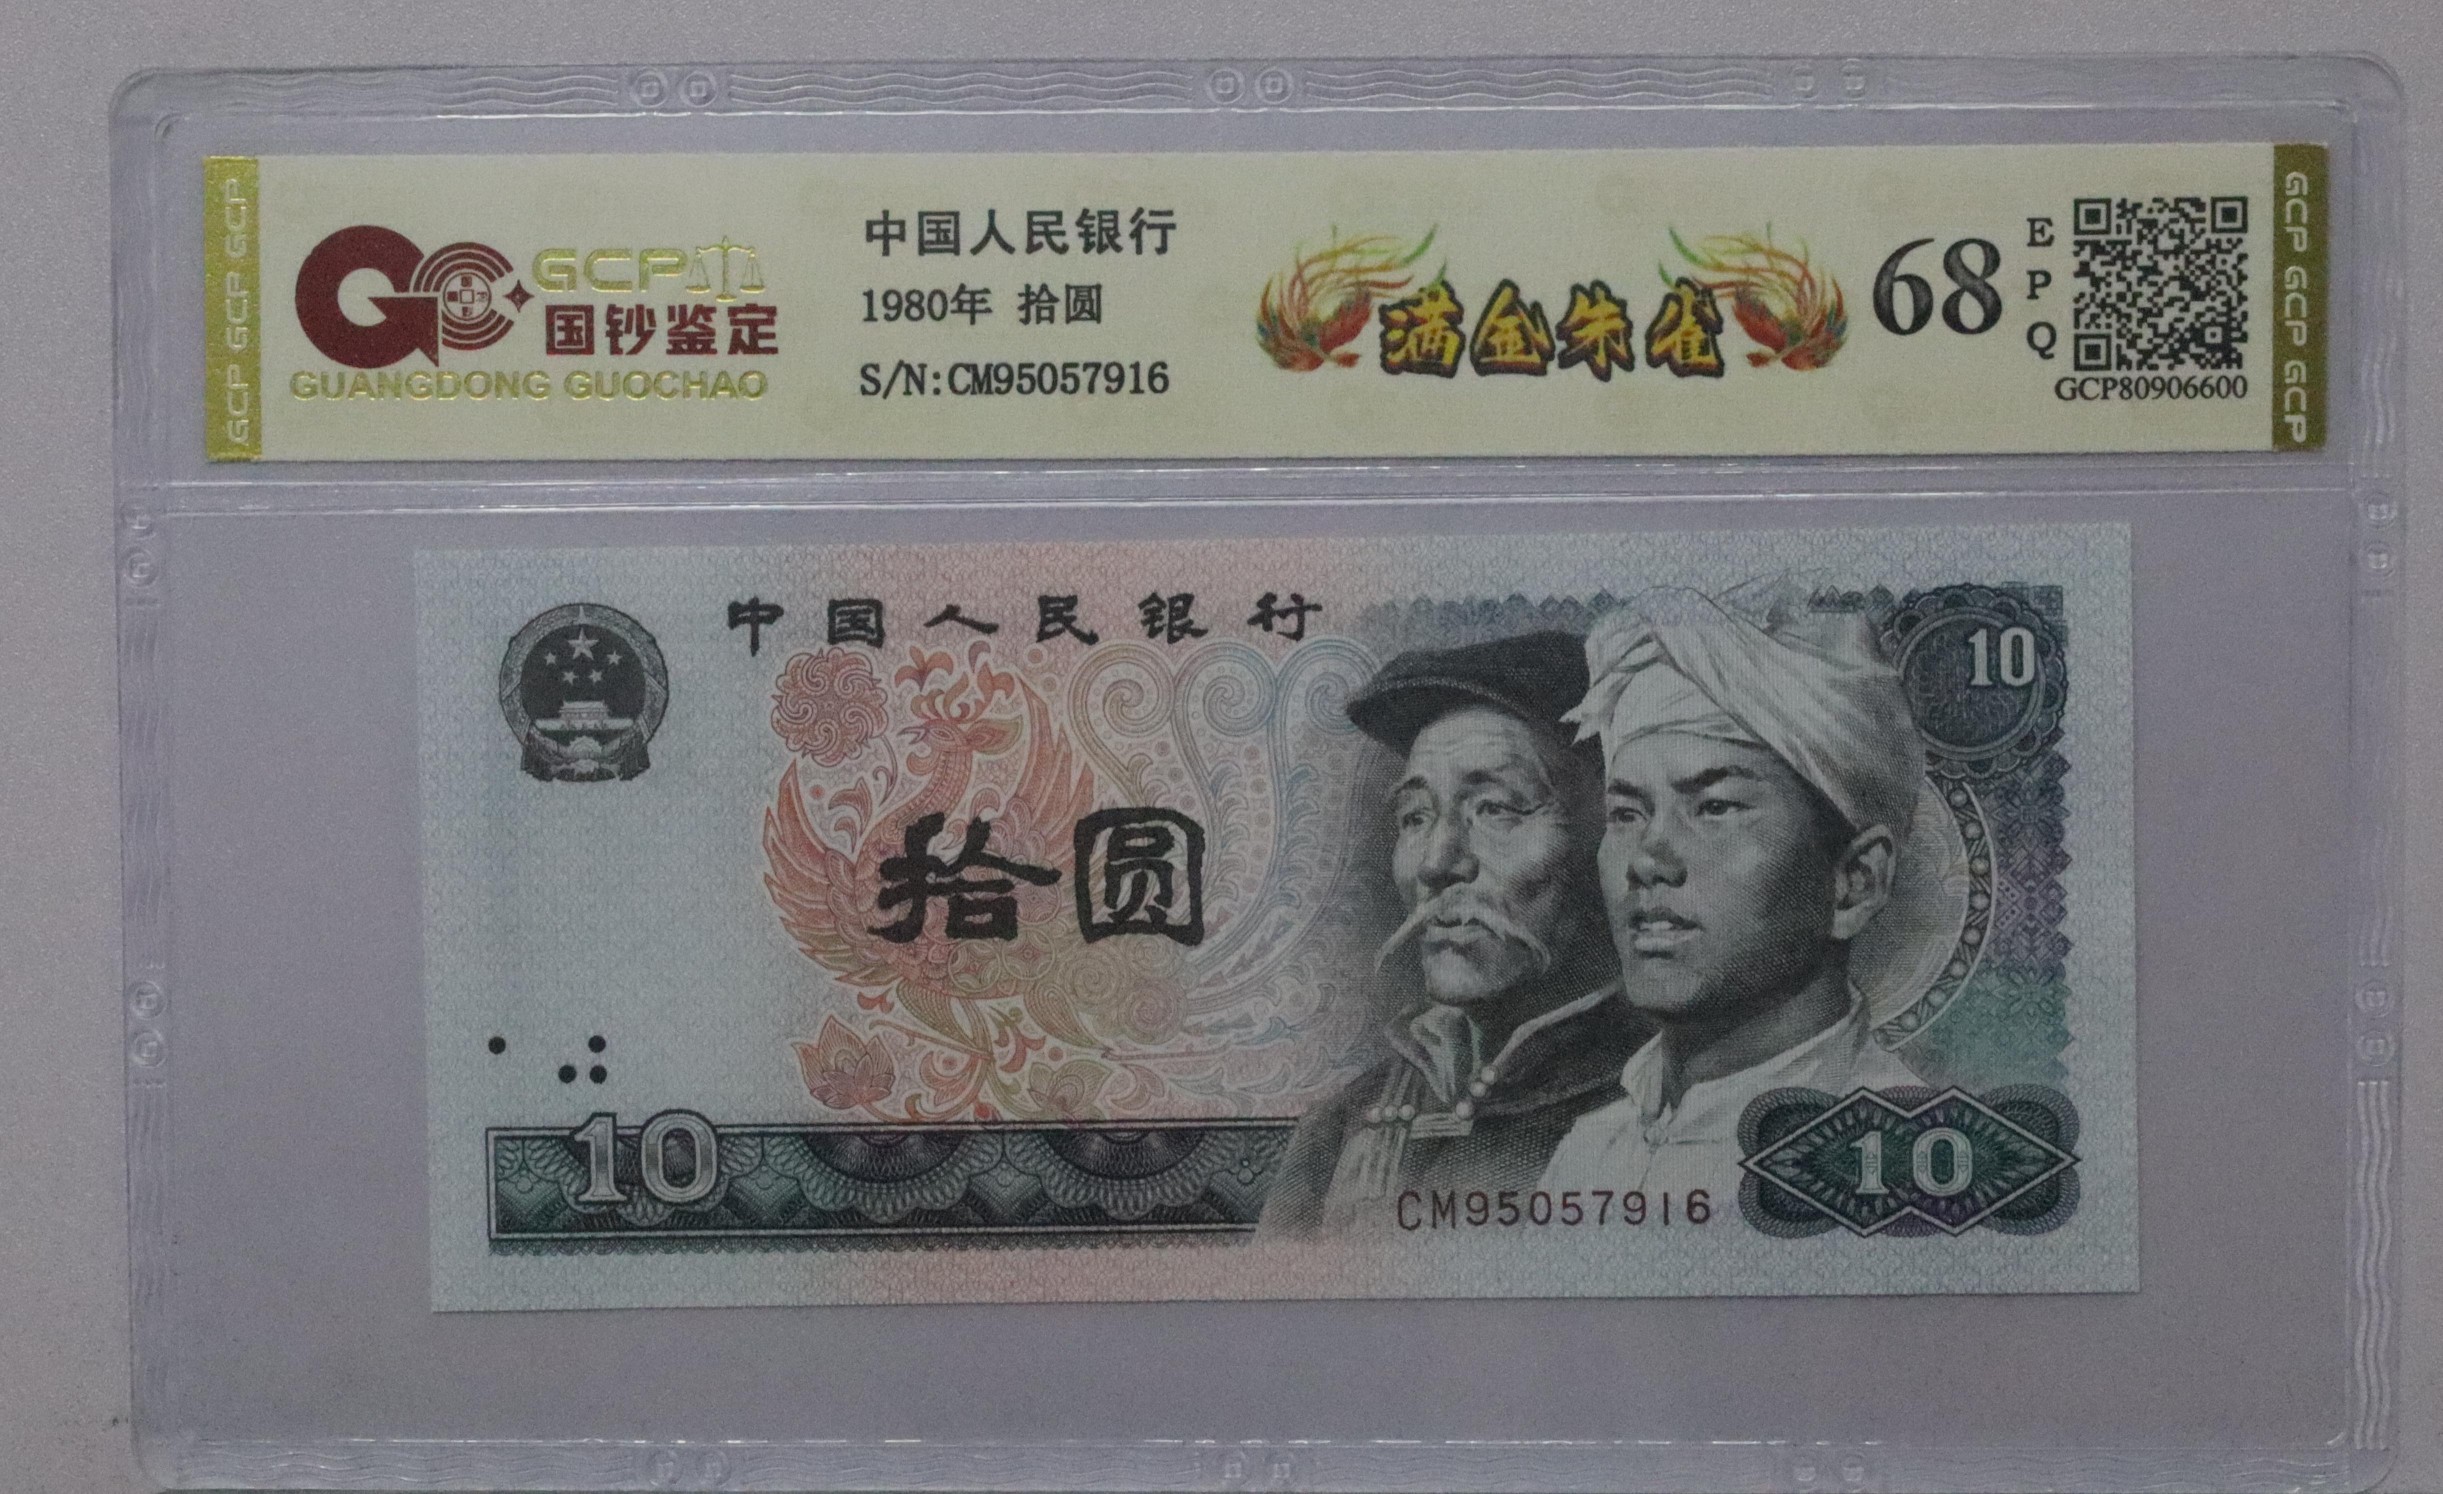 GCP GCP GCP
GCP
国钞鉴定
GUANGDONG GUOCHAO
中国人民银行
1980年 拾圆
S/N:CM95057916
满金朱雀
68
E
P
Q
GCP80906600
GCP GCP GCP
中国人民银行
10
拾圆
10
CM95057916
10